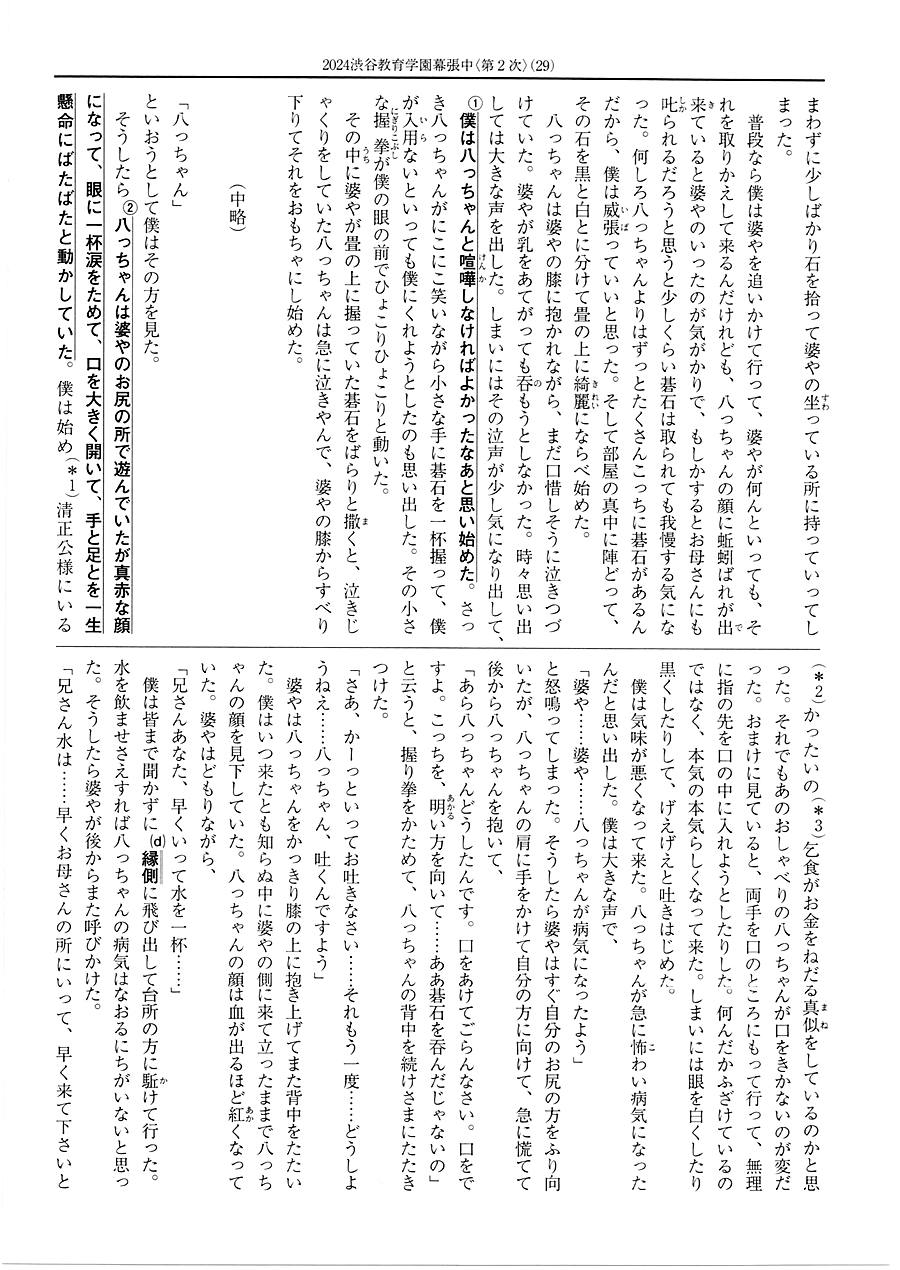 2024渋谷教育学園幕張中〈第2次〉(29)
まわずに少しばかり石を拾って婆やの坐っている所に持っていってし
まった。
普段なら僕は婆やを追いかけて行って、婆やが何んといっても、そ
れを取りかえして来るんだけれども、八っちゃんの顔に蚯蚓ばれが出
来ていると婆やのいったのが気がかりで、もしかするとお母さんにも
叱られるだろうと思うと少しくらい碁石は取られても我慢する気にな
った。何しろ八っちゃんよりはずっとたくさんこっちに碁石があるん
だから、僕は威張っていいと思った。そして部屋の真中に陣どって、
その石を黒と白とに分けて畳の上に綺麗にならべ始めた。
八っちゃんは婆やの膝に抱かれながら、まだ口惜しそうに泣きつづ
けていた。婆やが乳をあてがっても呑もうとしなかった。時々思い出
しては大きな声を出した。しまいにはその泣声が少し気になり出して、
①僕は八っちゃんと喧嘩しなければよかったなあと思い始めた。さっ
き八っちゃんがにこにこ笑いながら小さな手に碁石を一杯握って、僕
が入用ないといっても僕にくれようとしたのも思い出した。その小さ
な握拳が僕の眼の前でひょこりひょこりと動いた。
その中に婆やが畳の上に握っていた碁石をばらりと撒くと、泣きじ
ゃくりをしていた八っちゃんは急に泣きやんで、婆やの膝からすべり
下りてそれをおもちゃにし始めた。
(中略)
「八っちゃん」
といおうとして僕はその方を見た。
そうしたら②八っちゃんは婆やのお尻の所で遊んでいたが真赤な顔
になって、眼に一杯涙をためて、口を大きく開いて、手と足とを一生
懸命にばたばたと動かしていた。僕は始め(*1)清正公様にいる
(*2)かったいの(*3)乞食がお金をねだる真似をしているのかと思
った。それでもあのおしゃべりの八っちゃんが口をきかないのが変だ
った。おまけに見ていると、両手を口のところにもって行って、無理
に指の先を口の中に入れようとしたりした。何んだかふざけているの
ではなく、本気の本気らしくなって来た。しまいには眼を白くしたり
黒くしたりして、げえげえと吐きはじめた。
僕は気味が悪くなって来た。八っちゃんが急に怖わい病気になった
んだと思い出した。僕は大きな声で、
「婆や……婆や……八っちゃんが病気になったよう」
と怒鳴ってしまった。そうしたら婆やはすぐ自分のお尻の方をふり向
いたが、八っちゃんの肩に手をかけて自分の方に向けて、急に慌てて
後から八っちゃんを抱いて、
「あら八っちゃんどうしたんです。口をあけてごらんなさい。口をで
すよ。こっちを、明い方を向いて……ああ碁石を呑んだじゃないの」
と云うと、握り拳をかためて、八っちゃんの背中を続けさまにたたき
つけた。
「さあ、かーっといってお吐きなさい……それもう一度……どうしよ
うねえ……八っちゃん、吐くんですよう」
婆やは八っちゃんをかっきり膝の上に抱き上げてまた背中をたたい
た。僕はいつ来たとも知らぬ中に婆やの側に来て立ったままで八っち
ゃんの顔を見下していた。八っちゃんの顔は血が出るほど紅くなって
いた。婆やはどもりながら、
「兄さんあなた、早くいって水を一杯……」
僕は皆まで聞かずに(d)縁側に飛び出して台所の方に駈けて行った。
水を飲ませさえすれば八っちゃんの病気はなおるにちがいないと思っ
た。そうしたら婆やが後からまた呼びかけた。
「兄さん水は……早くお母さんの所にいって、早く来て下さいと